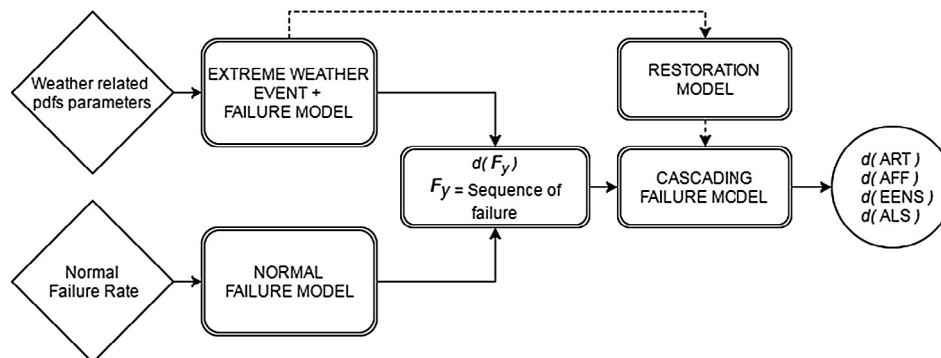 Weather related
pdfs parameters
EXTREME WEATHER
EVENT +
FAILURE MODEL
RESTORATION
MODEL
d(Fy)
Fy = Sequence of
failure
CASCADING
FAILURE MODEL
d(ART)
d(AFF)
d(EENS)
d(ALS)
Normal
Failure Rate
NORMAL
FAILURE MODEL